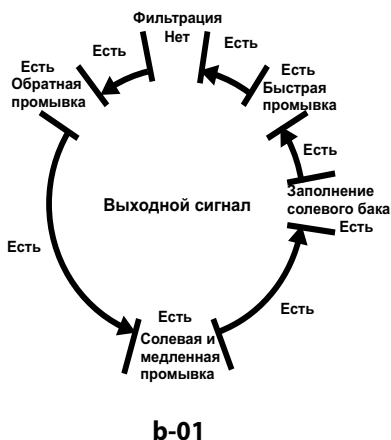 Фильтрация
Нет
Есть
Есть
Есть
Обратная
промывка
Есть
Быстрая
промывка
Есть
Заполнение
солевого бака
Есть
Выходной сигнал
Есть
Есть
Есть
Солевая и
медленная
промывка
b-01